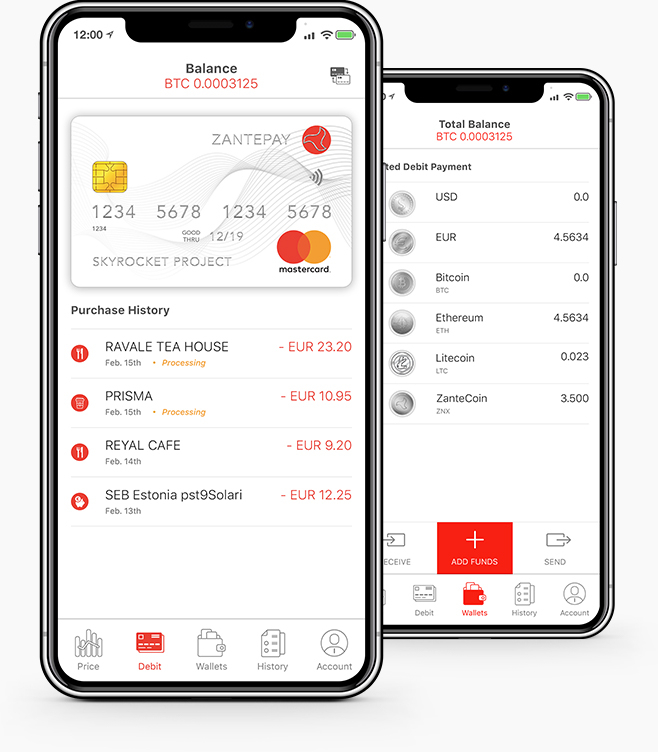 12:00
Balance
BTC 0.0003125
ZANTEPAY
1234 5678 1234 5678
1234
GOOD
THRU
12/19
SKYROCKET PROJECT
mastercard.
Purchase History
RAVALE TEA HOUSE - EUR 23.20
Feb. 15th • Processing
PRISMA - EUR 10.95
Feb. 15th • Processing
REYAL CAFE - EUR 9.20
Feb. 14th
SEB Estonia pst9Solari - EUR 12.25
Feb. 13th
Price Debit Wallets History Account
Total Balance
BTC 0.0003125
ted Debit Payment
USD 0.0
EUR 4.5634
Bitcoin 0.0
BTC
Ethereum 4.5634
ETH
Litecoin 0.023
LTC
ZanteCoin 3.500
ZNX
ECEIVE ADD FUNDS SEND
Debit Wallets History Account